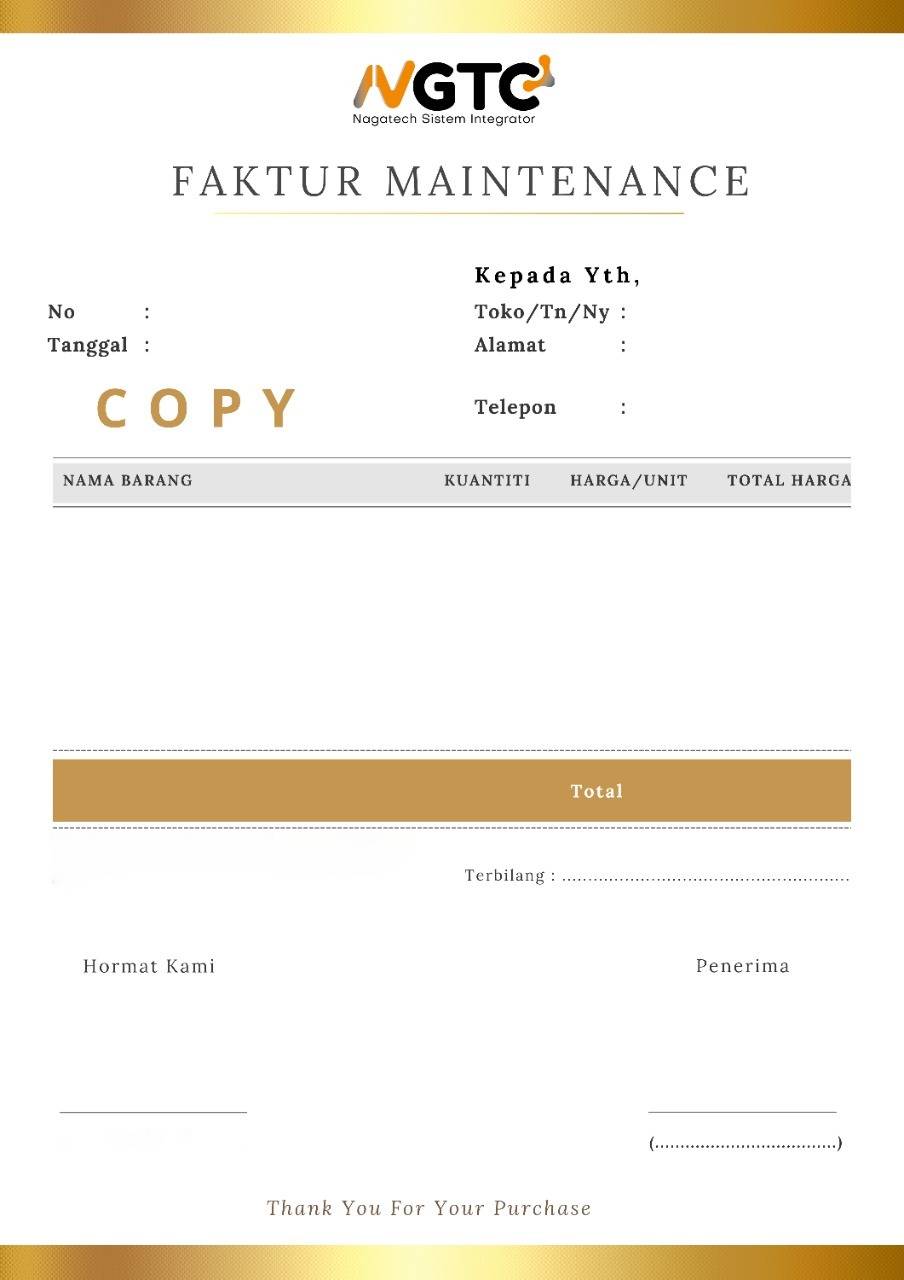 NGTC
Nagatech Sistem Integrator
FAKTUR MAINTENANCE
Kepada Yth,
No :
Toko/Tn/Ny :
Tanggal :
Alamat :
COPY
Telepon :
NAMA BARANG KUANTITI HARGA/UNIT TOTAL HARGA
Total
Terbilang : ......................................................
Hormat Kami
Penerima
(...................................)
Thank You For Your Purchase